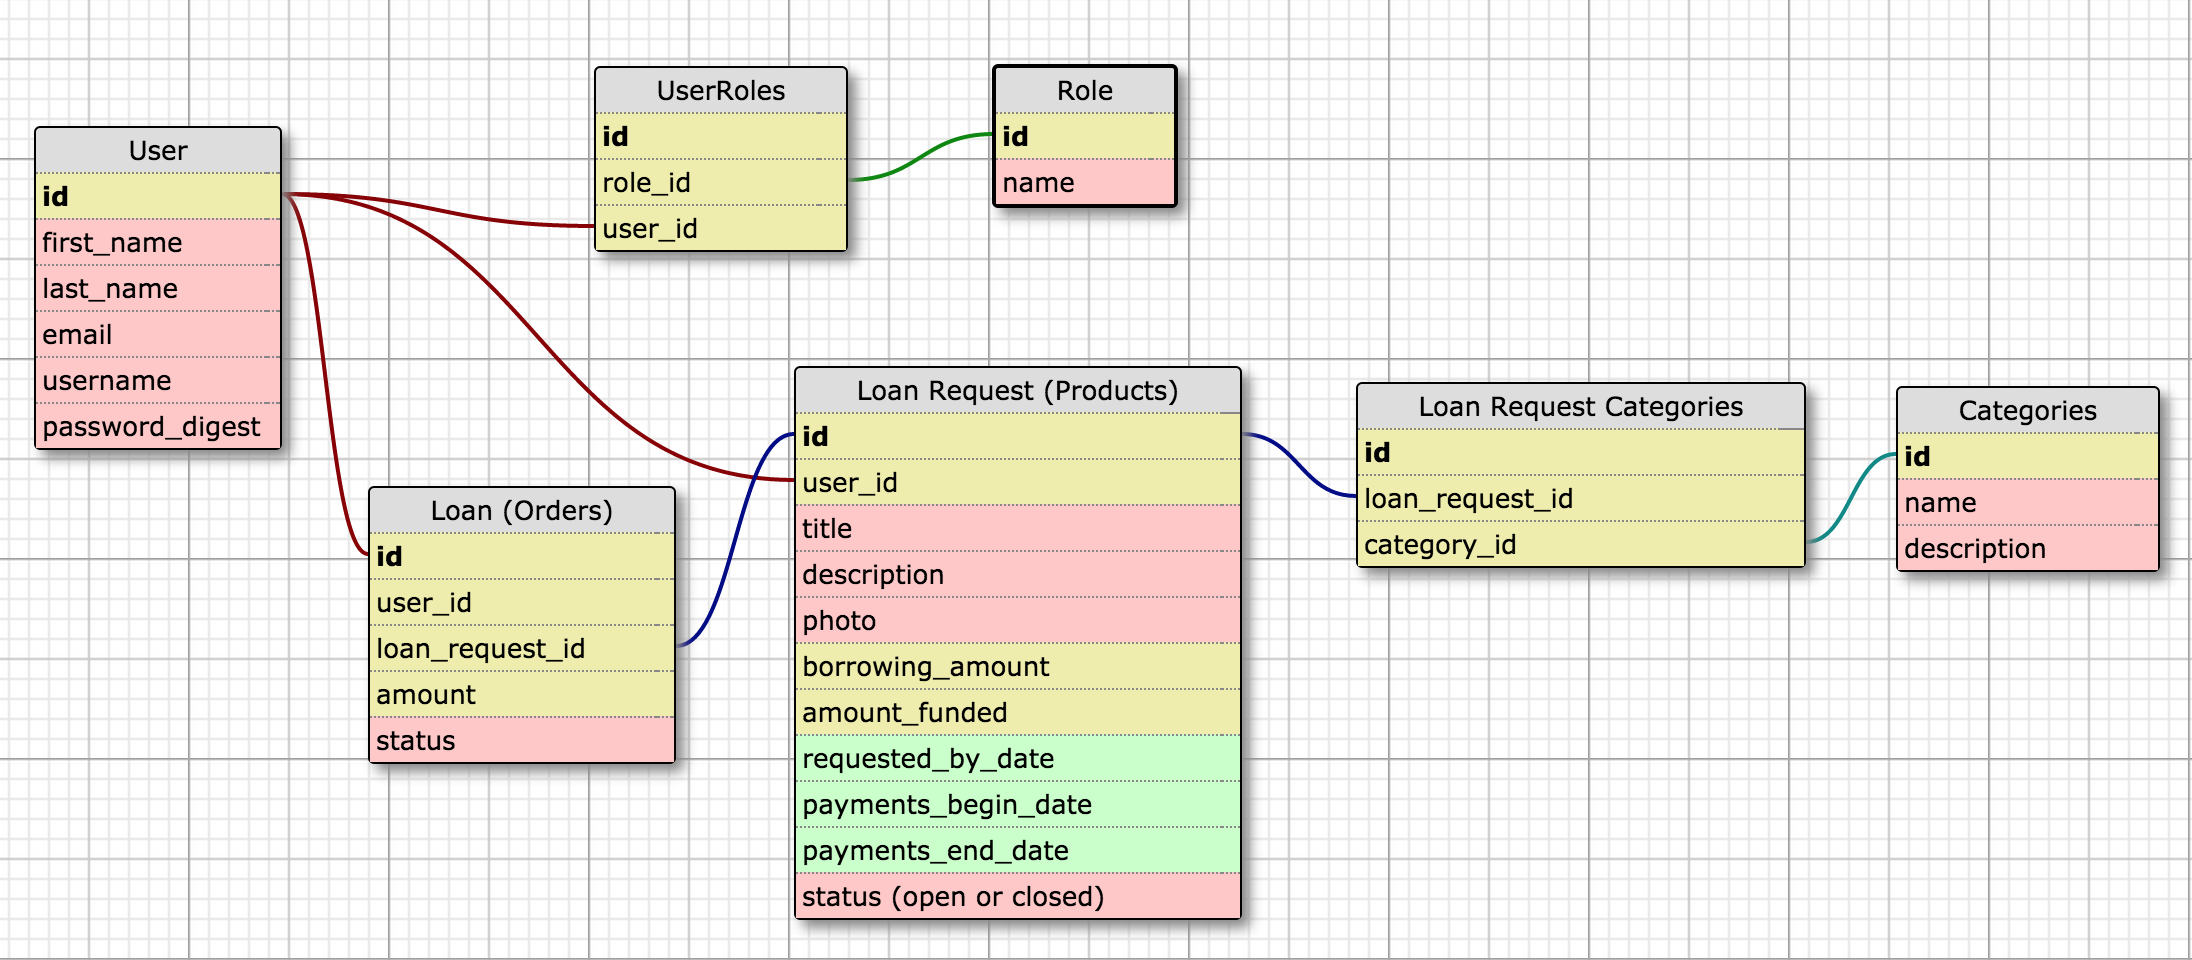 User
id
first_name
last_name
email
username
password_digest
UserRoles
id
role_id
user_id
Role
id
name
Loan (Orders)
id
user_id
loan_request_id
amount
status
Loan Request (Products)
id
user_id
title
description
photo
borrowing_amount
amount_funded
requested_by_date
payments_begin_date
payments_end_date
status (open or closed)
Loan Request Categories
id
loan_request_id
category_id
Categories
id
name
description